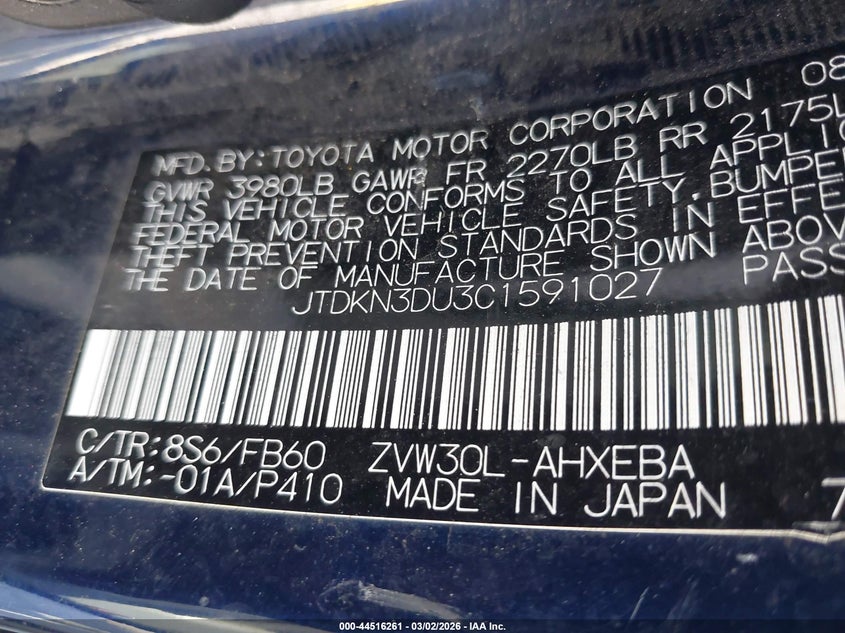 MFD. BY: TOYOTA MOTOR CORPORATION 08
GVWR 3980LB GAWR FR 2270LB RR 2175L
THIS VEHICLE CONFORMS TO ALL APPLIC
FEDERAL MOTOR VEHICLE SAFETY, BUMPE
THEFT PREVENTION STANDARDS IN EFFE
THE DATE OF MANUFACTURE SHOWN ABOV
JTDKN3DU3C1591027 PASS
C/TR: 8S6/FB60 ZVW30L-AHXEBA
A/TM: -01A/P410 MADE IN JAPAN 7
000-44516261 - 03/02/2026 - IAA Inc.